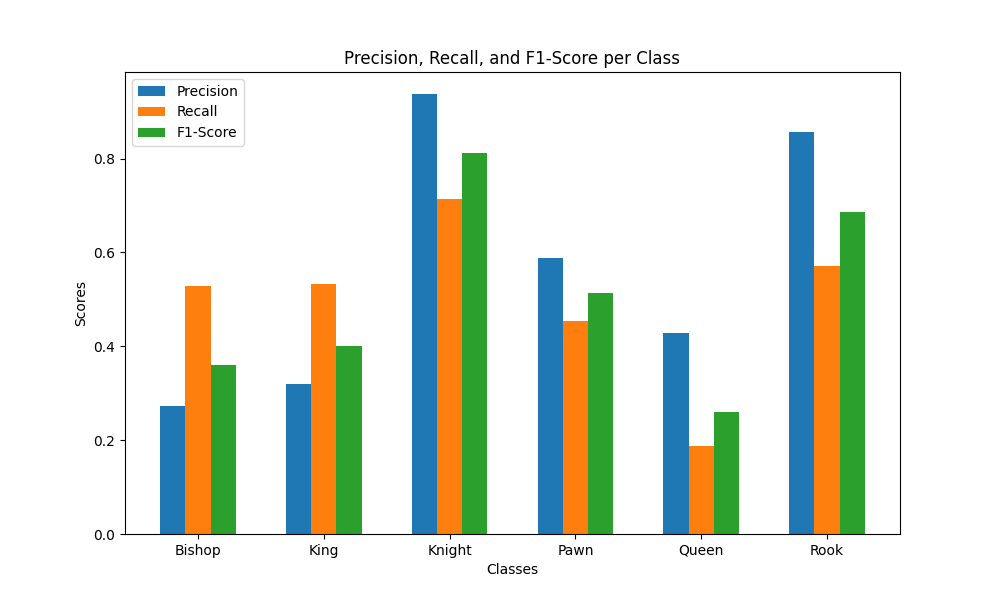 Precision, Recall, and F1-Score per Class
Precision
Recall
F1-Score
Scores
0.8
0.6
0.4
0.2
0.0
Bishop King Knight Pawn Queen Rook
Classes